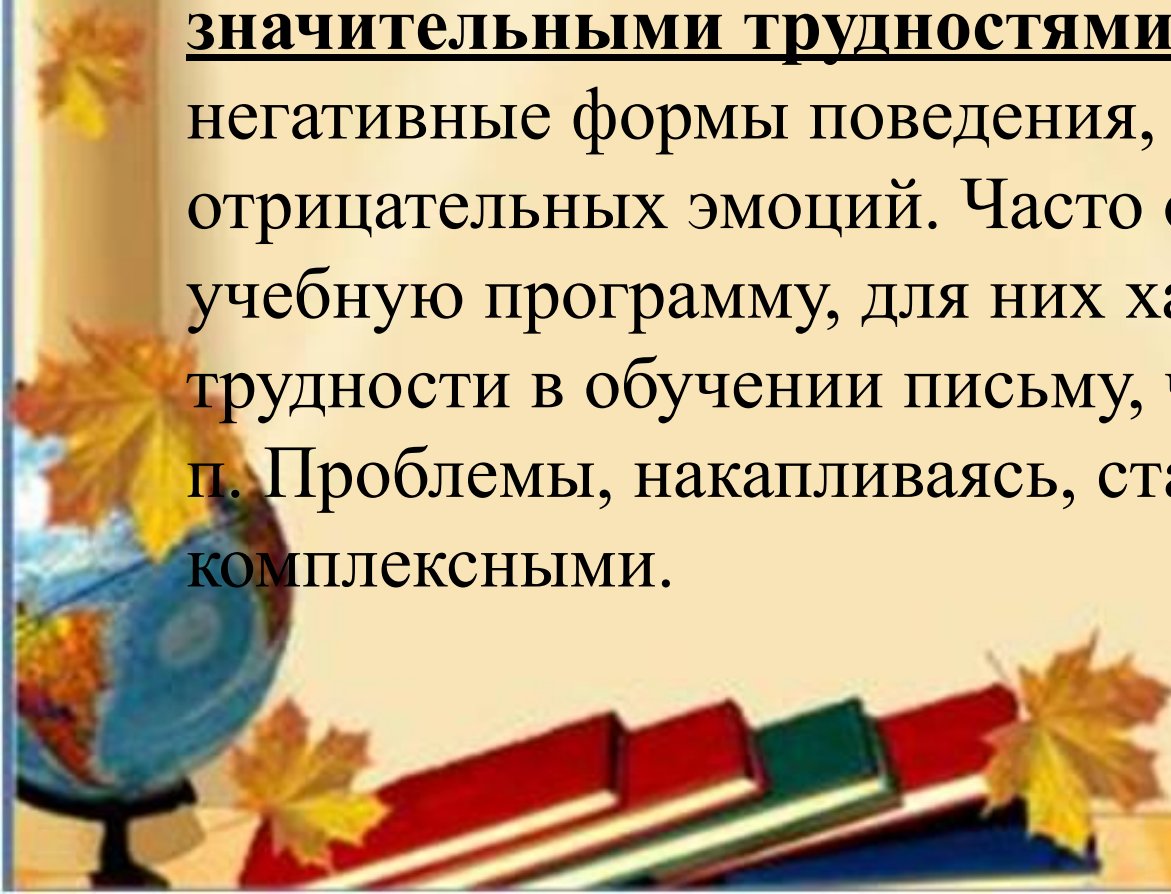 значительными трудностями
негативные формы поведения,
отрицательных эмоций. Часто
учебную программу, для них
трудности в обучении письму,
п. Проблемы, накапливаясь,
комплексными.